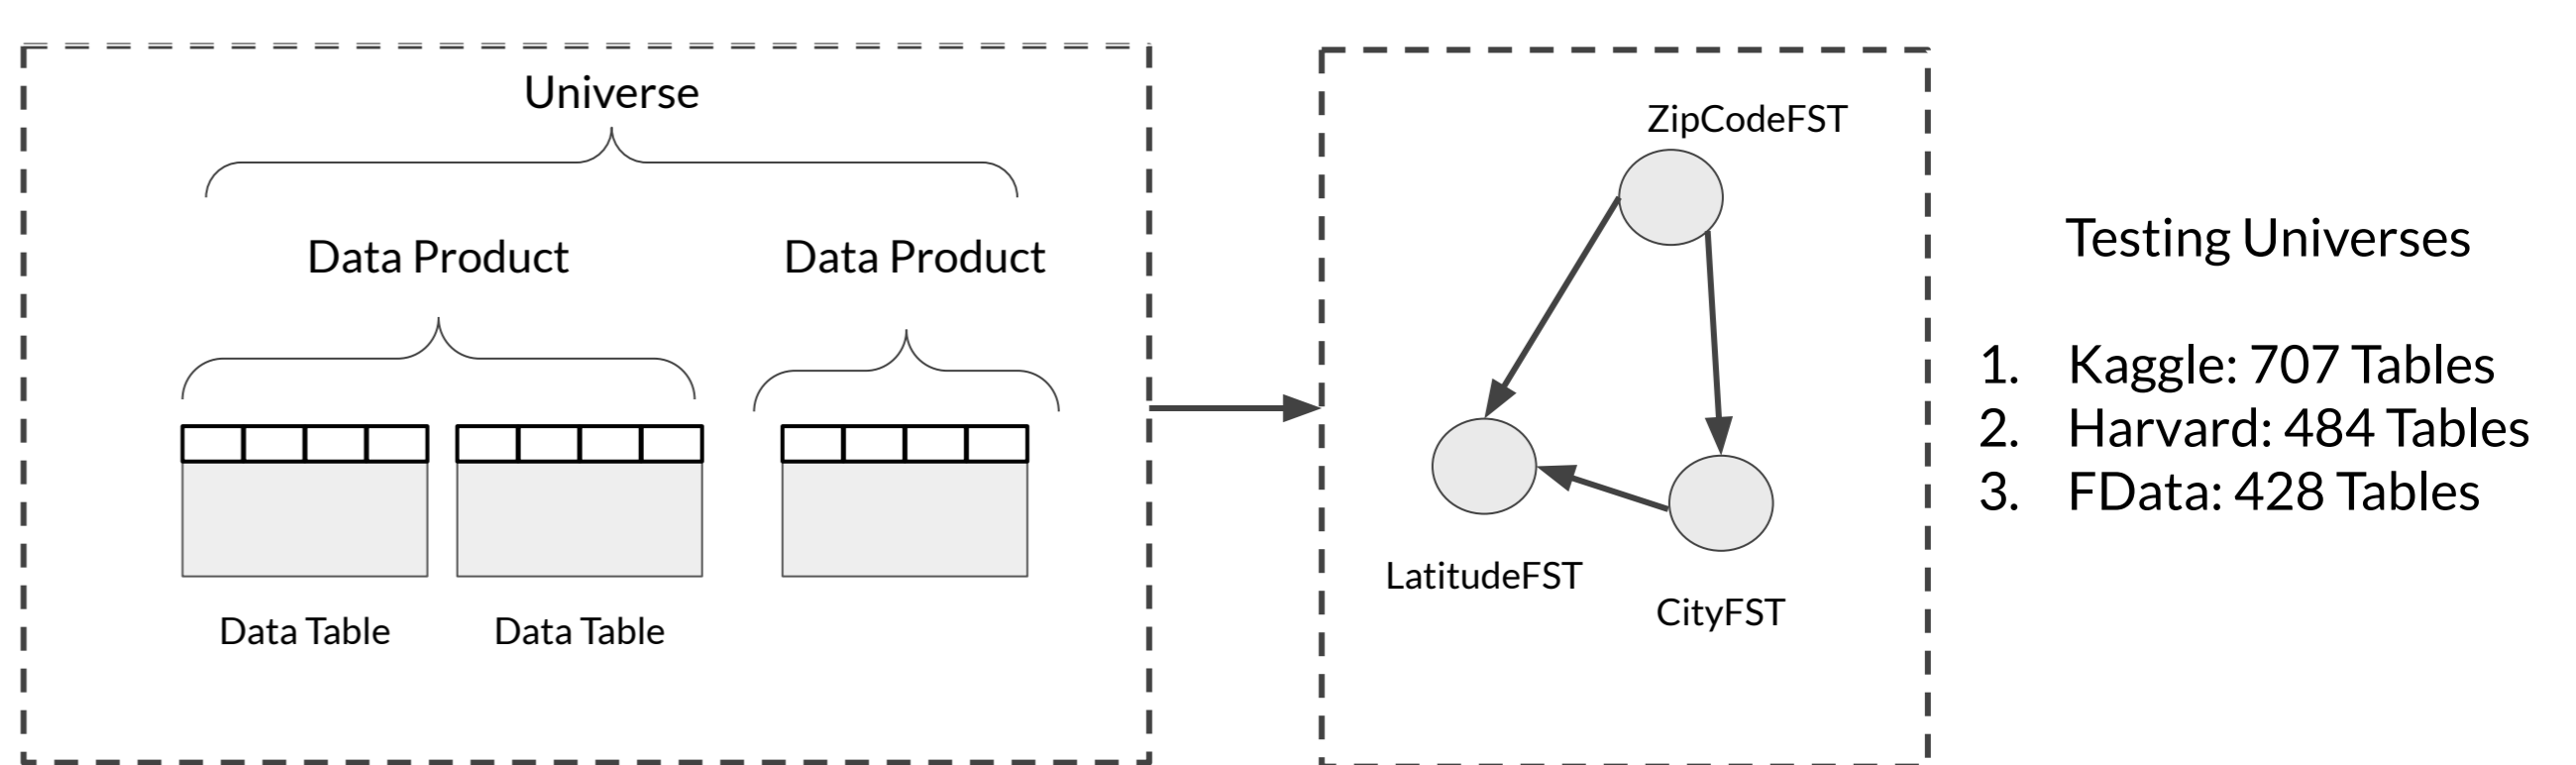 Universe
Data Product
Data Product
Data Table
Data Table
ZipCodeFST
LatitudeFST
CityFST
Testing Universes
1. Kaggle: 707 Tables
2. Harvard: 484 Tables
3. FData: 428 Tables